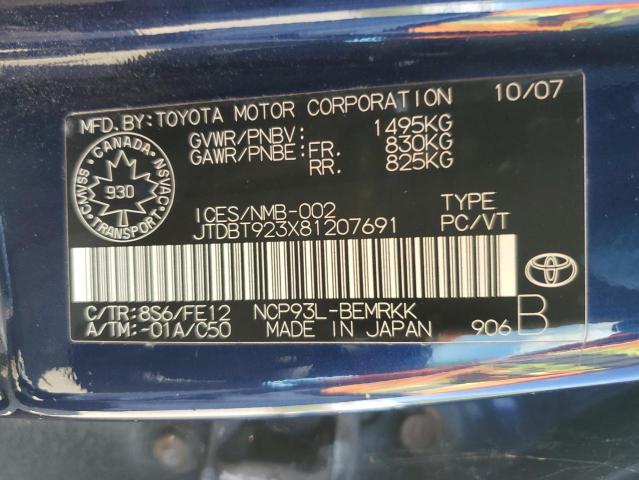 MFD. BY: TOYOTA MOTOR CORPORATION 10/07
GVWR/PNBV: 1495KG
GAWR/PNBE: FR. 830KG
RR. 825KG
CANADA
CMVSS
930
NSVAC
TRANSPORT
ICES/NMB-002
TYPE
JTDBT923X81207691
PC/VT
C/TR: 8S6/FE12 NCP93L-BEMRKK
A/TM: -01A/C50 MADE IN JAPAN 906 B